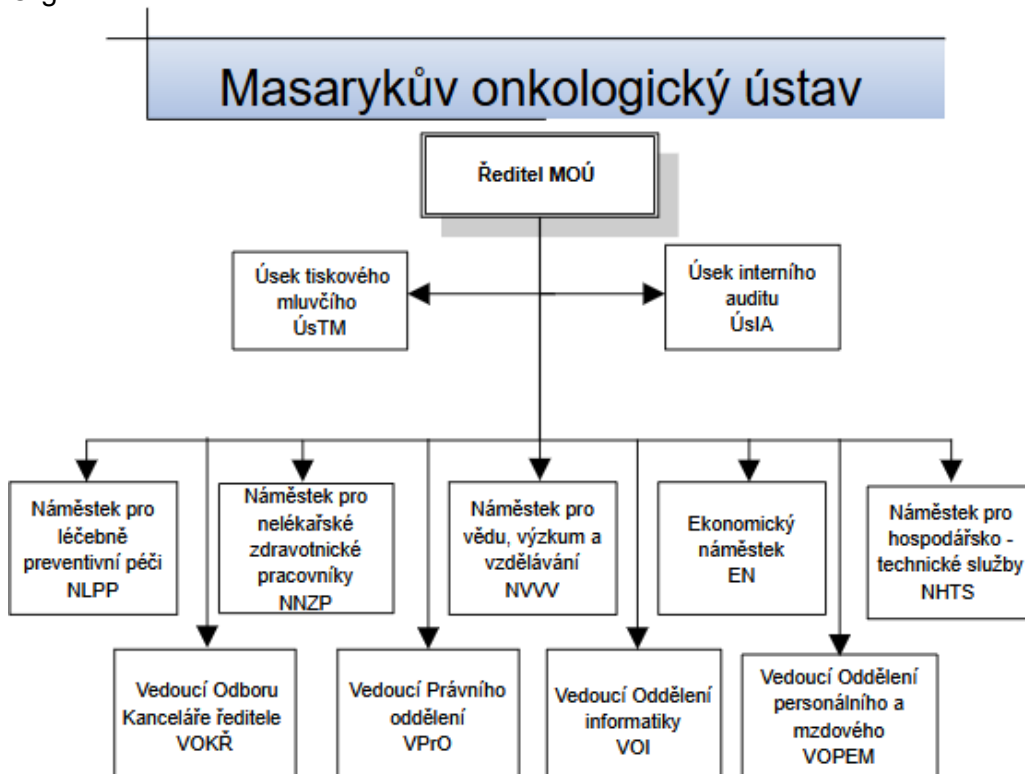 Masarykův onkologický ústav
Ředitel MOÚ
Úsek tiskového
mluvčího
ÚsTM
Úsek interního
auditu
ÚsIA
Náměstek pro
léčebně
preventivní péči
NLPP
Náměstek pro
nelékařské
zdravotnické
pracovníky
NNZP
Náměstek pro
vědu, výzkum a
vzdělávání
NVVV
Ekonomický
náměstek
EN
Náměstek pro
hospodářsko -
technické služby
NHTS
Vedoucí Odboru
Kanceláře ředitele
VOKŘ
Vedoucí Právního
oddělení
VPrO
Vedoucí Oddělení
informatiky
VOI
Vedoucí Oddělení
personálního a
mzdového
VOPEM